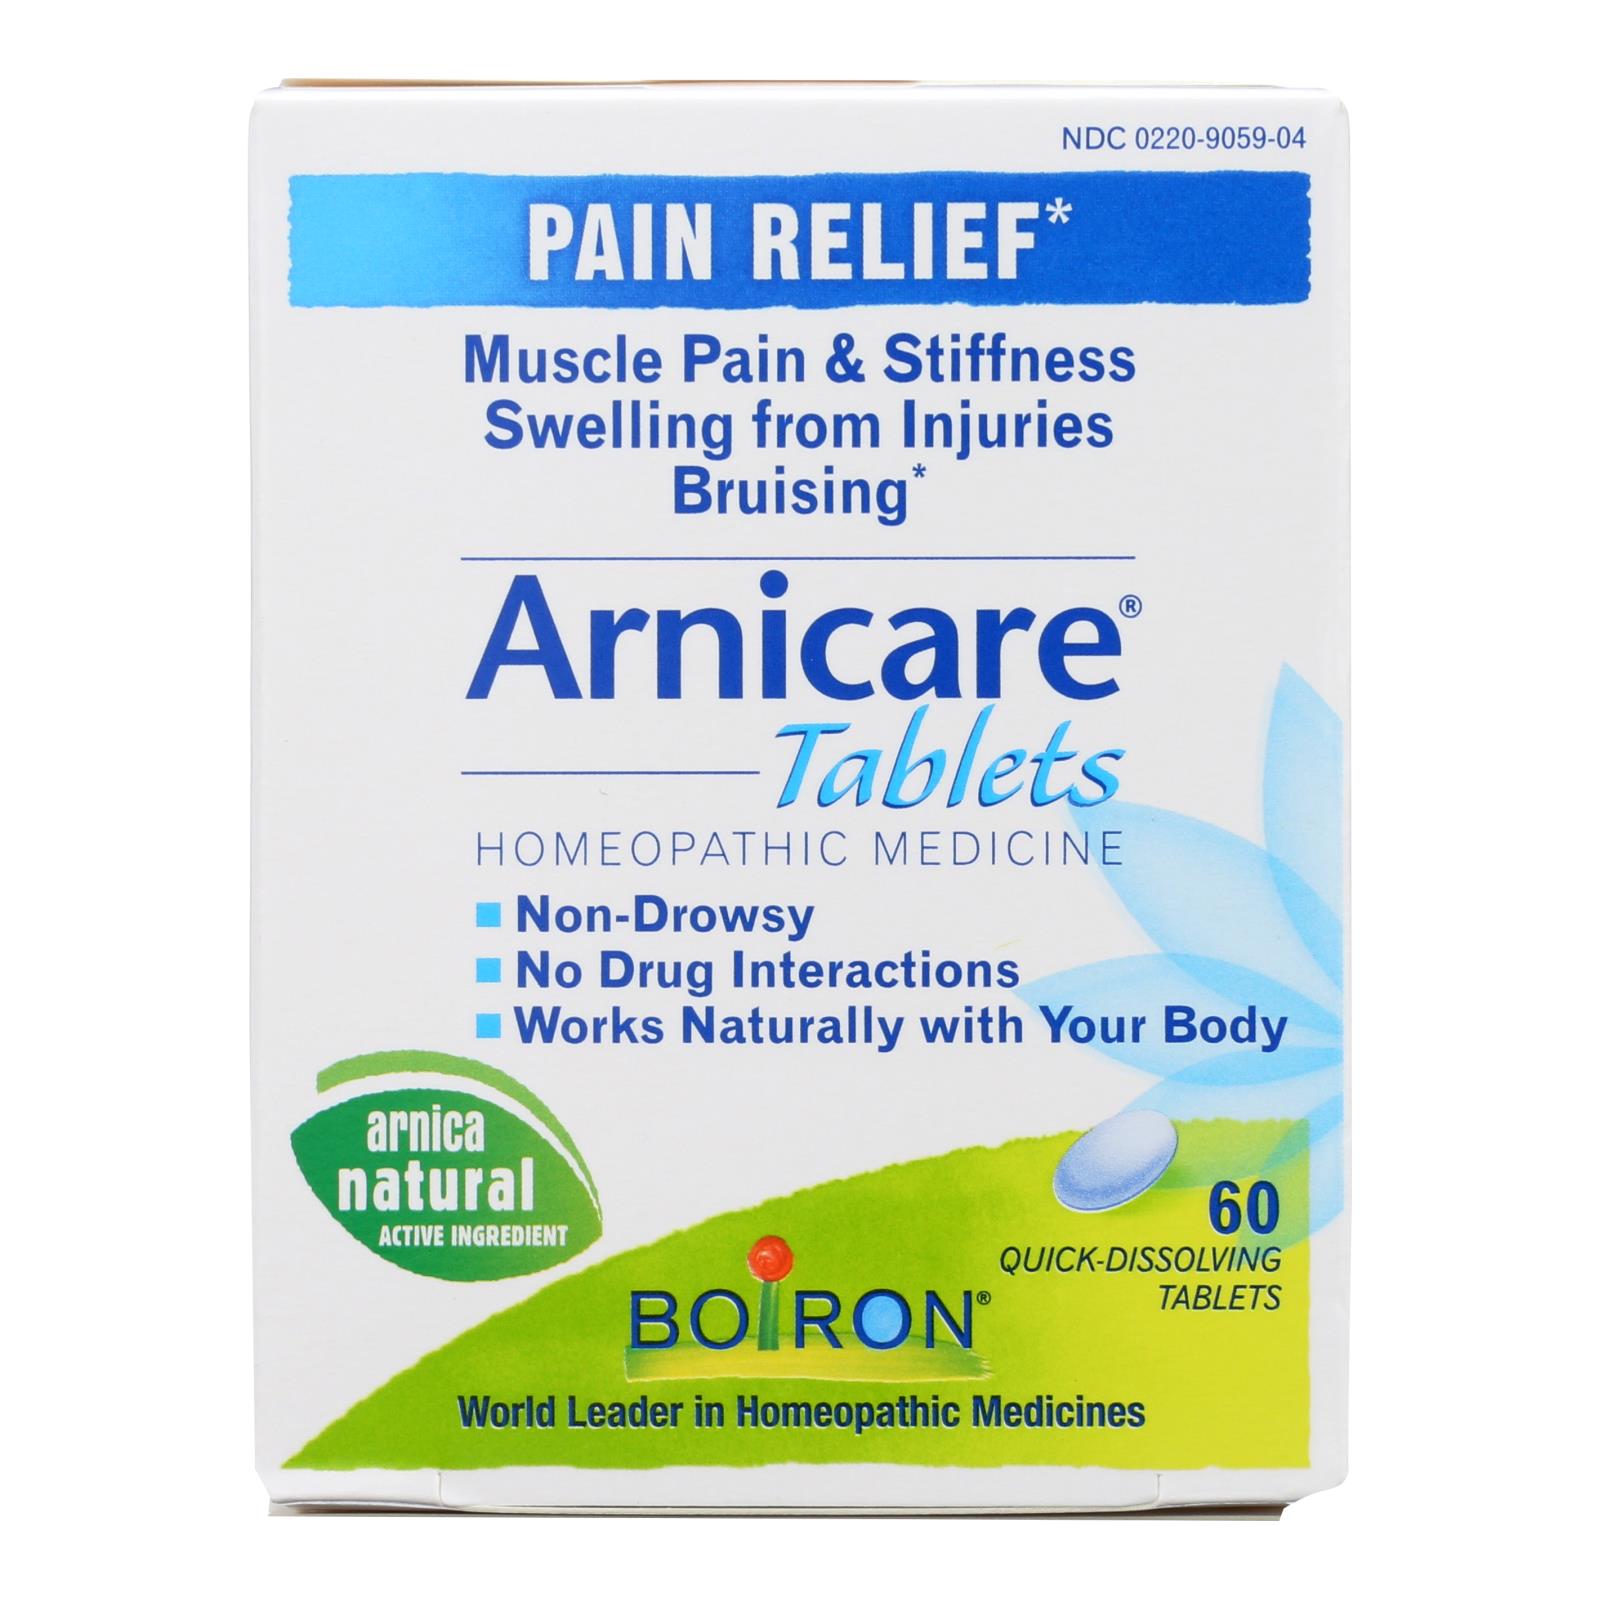 NDC 0220-9059-04
PAIN RELIEF*
Muscle Pain & Stiffness
Swelling from Injuries
Bruising*
Arnicare®
Tablets
HOMEOPATHIC MEDICINE
Non-Drowsy
No Drug Interactions
Works Naturally with Your Body
arnica
natural
ACTIVE INGREDIENT
60
QUICK-DISSOLVING
TABLETS
BOIRON®
World Leader in Homeopathic Medicines